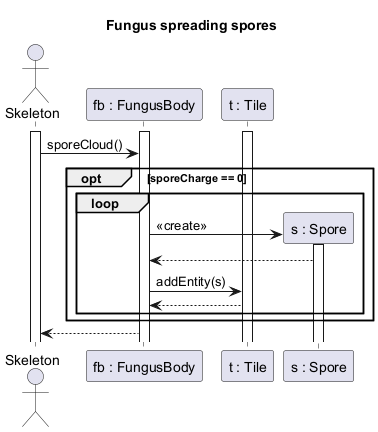 Fungus spreading spores
Skeleton
fb : FungusBody
t : Tile
sporeCloud()
opt
[sporeCharge == 0]
loop
«create»
s : Spore
addEntity(s)
Skeleton
fb : FungusBody
t : Tile
s : Spore